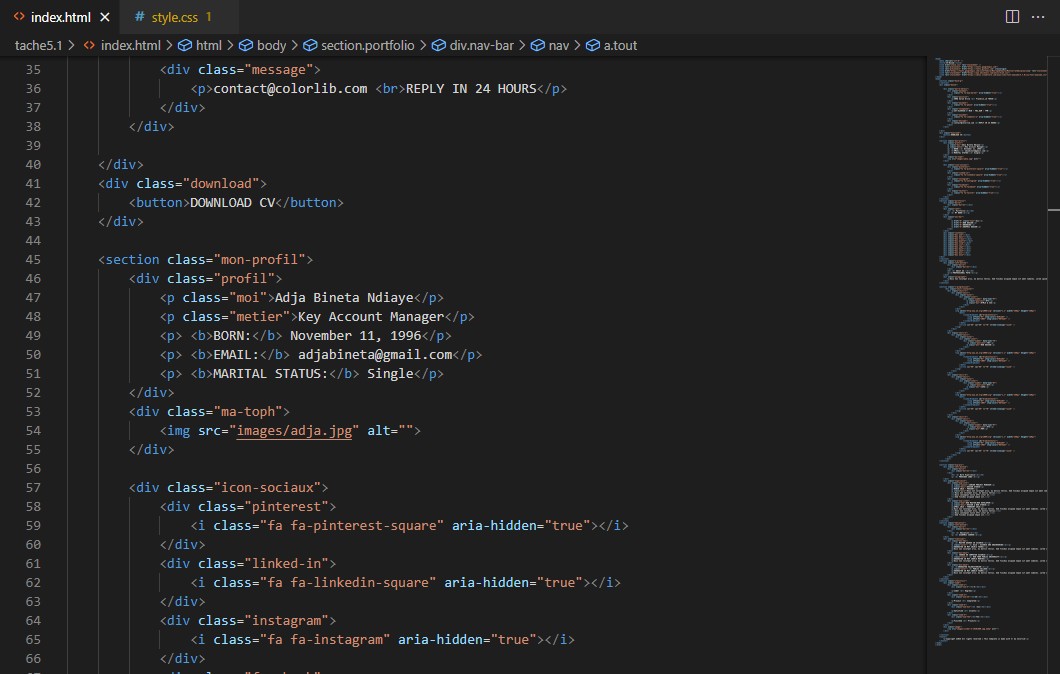 index.html
style.css 1
tache5.1 > index.html > html > body > section.portfolio > div.nav-bar > nav > a.tout
35 <div class="message">
36 <p>contact@colorlib.com <br>REPLY IN 24 HOURS</p>
37 </div>
38 </div>
39
40 </div>
41 <div class="download">
42 <button>DOWNLOAD CV</button>
43 </div>
44
45 <section class="mon-profil">
46 <div class="profil">
47 <p class="moi">Adja Bineta Ndiaye</p>
48 <p class="metier">Key Account Manager</p>
49 <p> <b>BORN:</b> November 11, 1996</p>
50 <p> <b>EMAIL:</b> adjabineta@gmail.com</p>
51 <p> <b>MARITAL STATUS:</b> Single</p>
52 </div>
53 <div class="ma-toph">
54 <img src="images/adja.jpg" alt="">
55 </div>
56
57 <div class="icon-sociaux">
58 <div class="pinterest">
59 <i class="fa fa-pinterest-square" aria-hidden="true"></i>
60 </div>
61 <div class="linked-in">
62 <i class="fa fa-linkedin-square" aria-hidden="true"></i>
63 </div>
64 <div class="instagram">
65 <i class="fa fa-instagram" aria-hidden="true"></i>
66 </div>